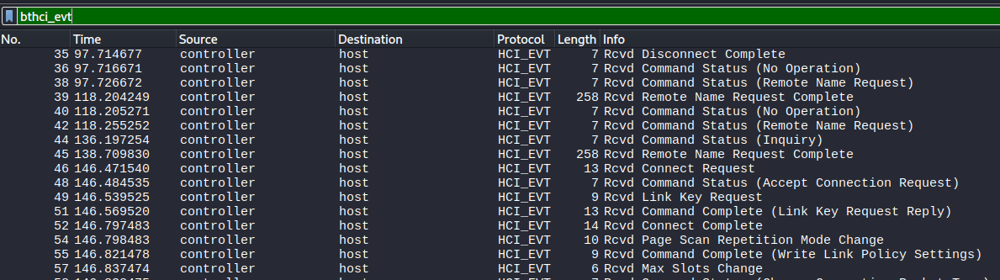 bthci_evt
No. Time Source Destination Protocol Length Info
35 97.714677 controller host HCI_EVT 7 Rcvd Disconnect Complete
36 97.716671 controller host HCI_EVT 7 Rcvd Command Status (No Operation)
38 97.726672 controller host HCI_EVT 7 Rcvd Command Status (Remote Name Request)
39 118.204249 controller host HCI_EVT 258 Rcvd Remote Name Request Complete
40 118.205271 controller host HCI_EVT 7 Rcvd Command Status (No Operation)
42 118.255252 controller host HCI_EVT 7 Rcvd Command Status (Remote Name Request)
44 136.197254 controller host HCI_EVT 7 Rcvd Command Status (Inquiry)
45 138.709830 controller host HCI_EVT 258 Rcvd Remote Name Request Complete
46 146.471540 controller host HCI_EVT 13 Rcvd Connect Request
48 146.484535 controller host HCI_EVT 7 Rcvd Command Status (Accept Connection Request)
49 146.539525 controller host HCI_EVT 9 Rcvd Link Key Request
51 146.569520 controller host HCI_EVT 13 Rcvd Command Complete (Link Key Request Reply)
52 146.797483 controller host HCI_EVT 14 Rcvd Connect Complete
54 146.798483 controller host HCI_EVT 10 Rcvd Page Scan Repetition Mode Change
55 146.821478 controller host HCI_EVT 9 Rcvd Command Complete (Write Link Policy Settings)
57 146.837474 controller host HCI_EVT 6 Rcvd Max Slots Change